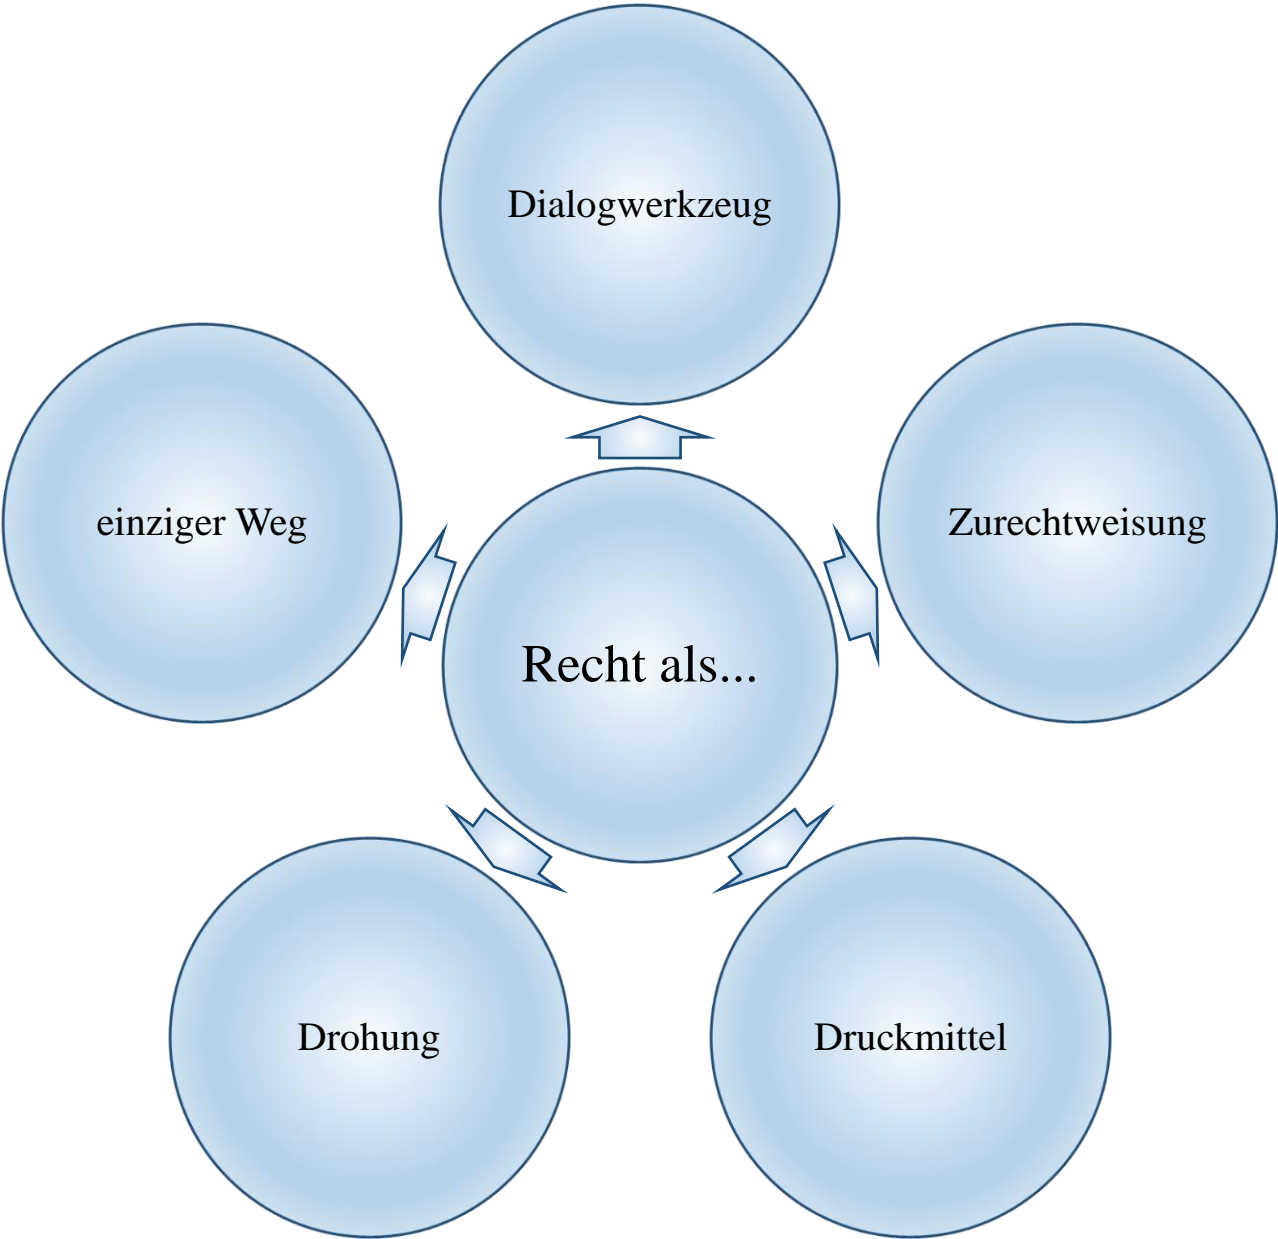 Dialogwerkzeug
einziger Weg
Zurechtweisung
Recht als...
Drohung
Druckmittel